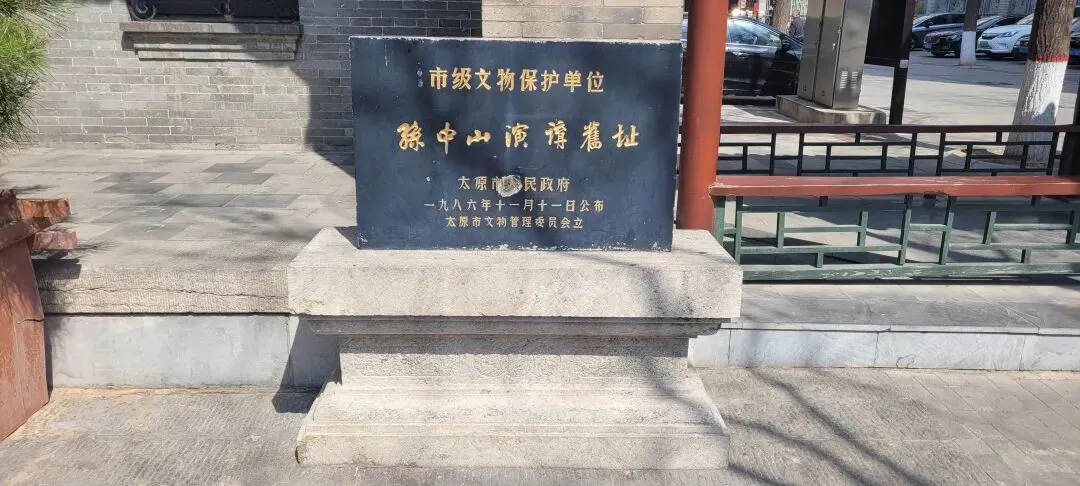 市级文物保护单位
孫中山演講舊址
太原市人民政府
一九八六年十一月十一日公布
太原市文物管理委员会立